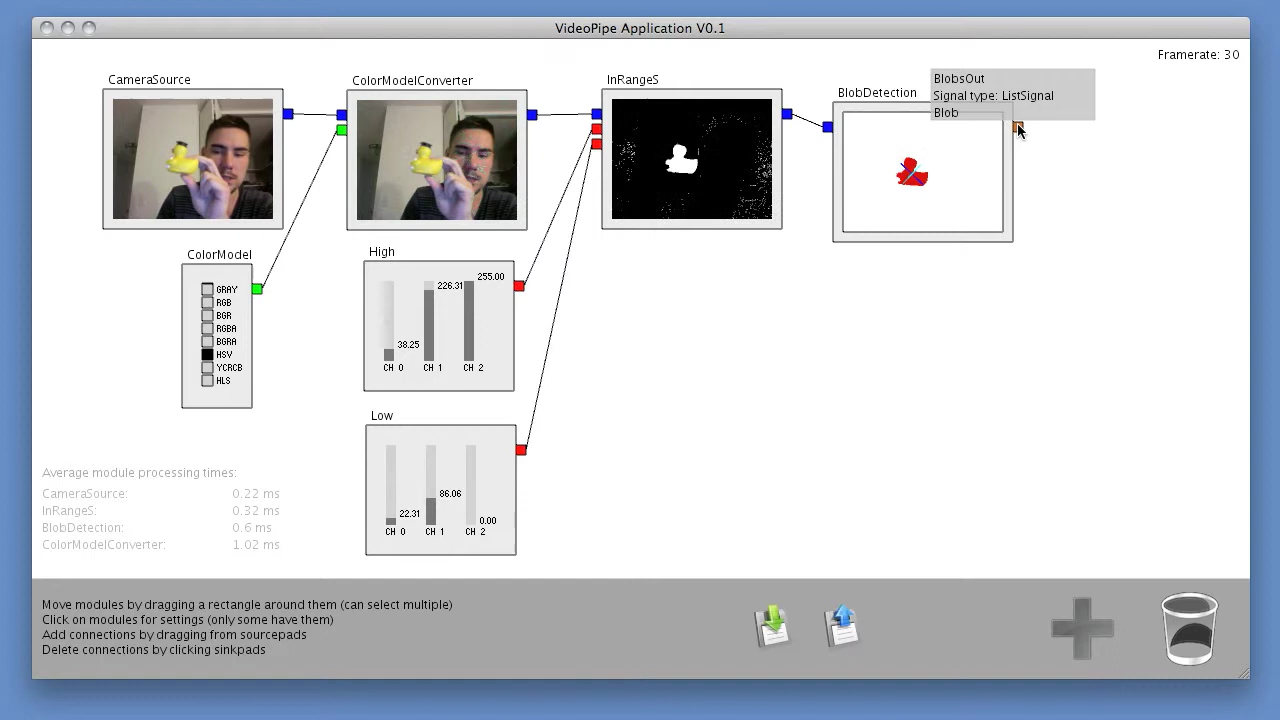 VideoPipe Application V0.1
Framerate: 30
CameraSource
ColorModelConverter
InRangeS
BlobDetection
BlobsOut
Signal type: ListSignal
Blob
ColorModel
GRAY
RGB
BGR
RGBA
BGRA
HSV
YCRCB
HLS
High
38.25
226.31
255.00
CH 0
CH 1
CH 2
Low
22.31
86.06
0.00
CH 0
CH 1
CH 2
Average module processing times:
CameraSource: 0.22 ms
InRangeS: 0.32 ms
BlobDetection: 0.6 ms
ColorModelConverter: 1.02 ms
Move modules by dragging a rectangle around them (can select multiple)
Click on modules for settings (only some have them)
Add connections by dragging from sourcepads
Delete connections by clicking sinkpads